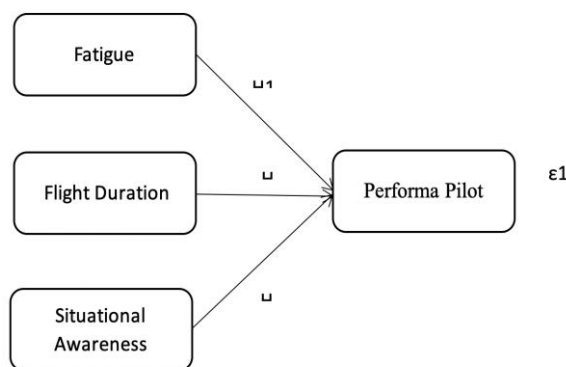 Fatigue
Flight Duration
Performa Pilot
ε1
Situational
Awareness